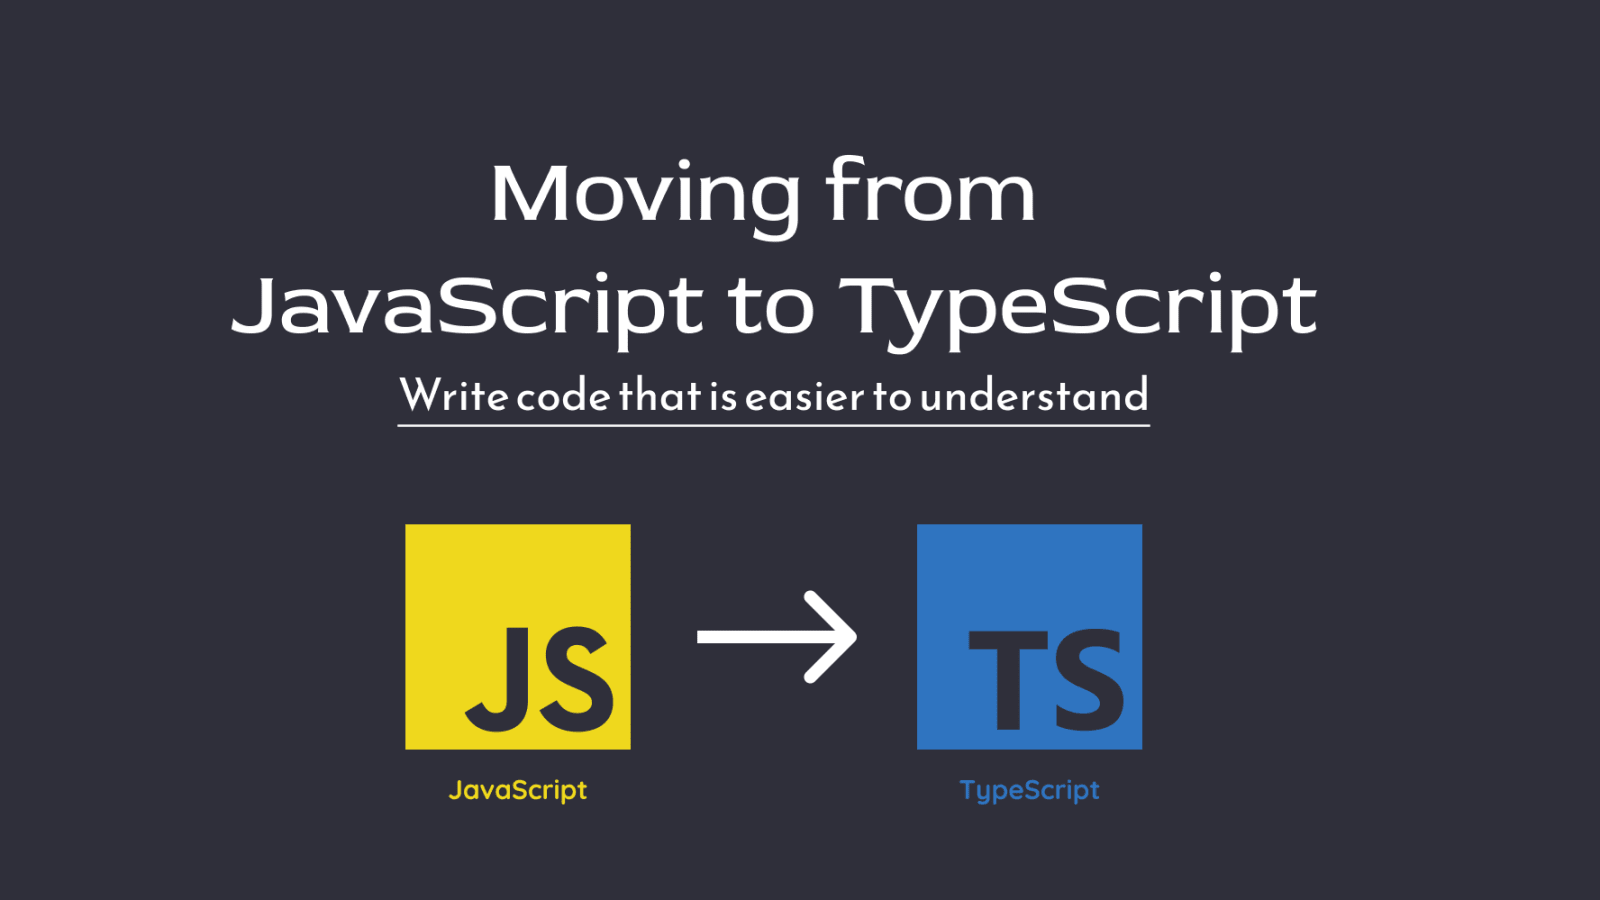 Moving from
JavaScript to TypeScript
Write code that is easier to understand
JS
TS
JavaScript
TypeScript